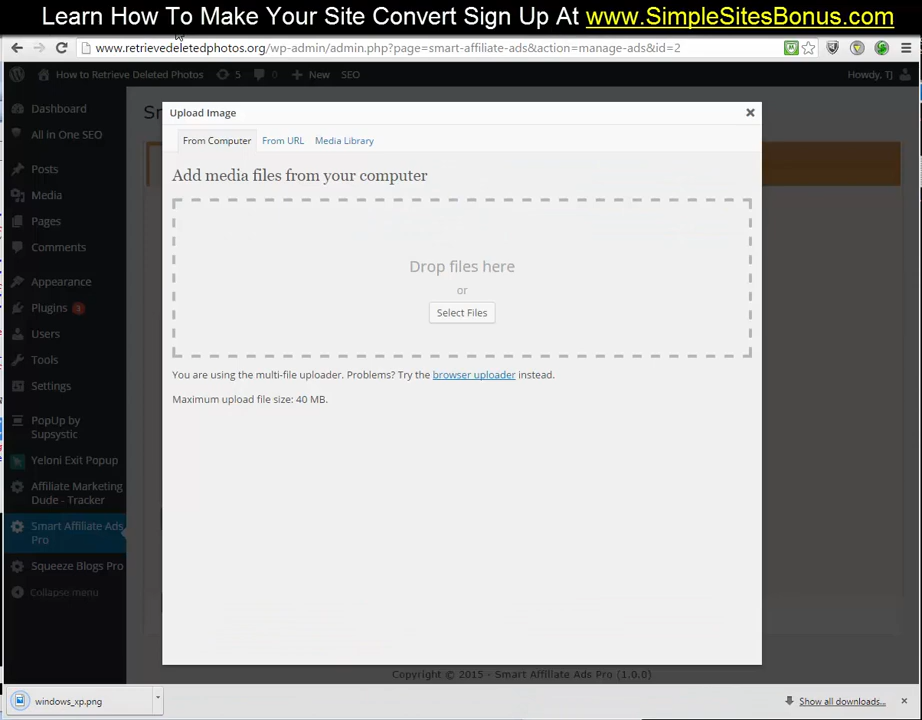 Learn How To Make Your Site Convert Sign Up At www.SimpleSitesBonus.com
www.retrievedeletedphotos.org/wp-admin/admin.php?page=smart-affiliate-ads&action=manage-ads&id=2
How to Retrieve Deleted Photos 5 0 New SEO Howdy, TJ
Dashboard
All in One SEO
Posts
Media
Pages
Comments
Appearance
Plugins 3
Users
Tools
Settings
PopUp by
Supsystic
Yeloni Exit Popup
Affiliate Marketing
Dude - Tracker
Smart Affiliate Ads
Pro
Squeeze Blogs Pro
Collapse menu
Upload Image
From Computer From URL Media Library
Add media files from your computer
Drop files here
or
Select Files
You are using the multi-file uploader. Problems? Try the browser uploader instead.
Maximum upload file size: 40 MB.
Copyright © 2015 - Smart Affiliate Ads Pro (1.0.0)
windows_xp.png
Show all downloads...